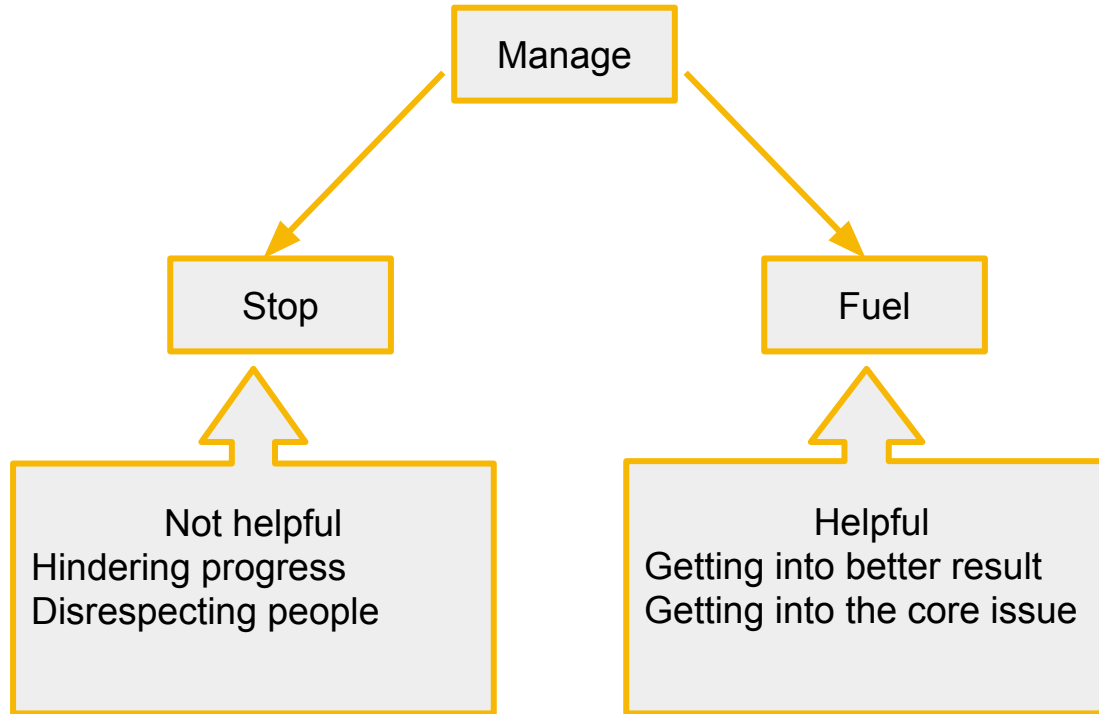 Manage
Stop
Fuel
Not helpful
Hindering progress
Disrespecting people
Helpful
Getting into better result
Getting into the core issue